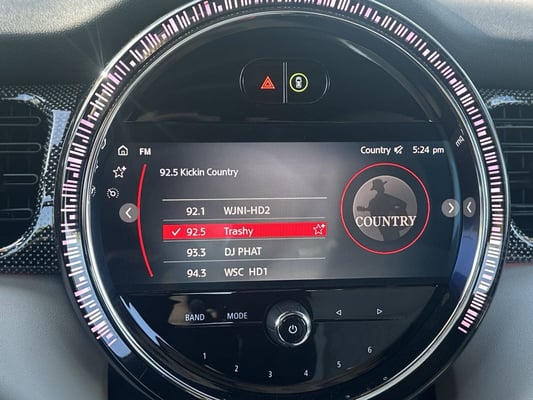 FM Country 5:24 pm
92.5 Kickin Country
92.1 WJNI-HD2
92.5 Trashy
93.3 DJ PHAT
94.3 WSC HD1
COUNTRY
BAND MODE
1 2 3 4 5 6